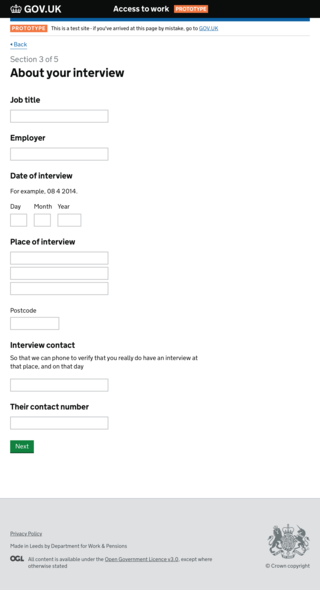 GOV.UK
Access to work PROTOTYPE
PROTOTYPE This is a test site - if you've arrived at this page by mistake, go to GOV.UK
Back
Section 3 of 5
About your interview
Job title
Employer
Date of interview
For example, 08 4 2014.
Day Month Year
Place of interview
Postcode
Interview contact
So that we can phone to verify that you really do have an interview at
that place, and on that day
Their contact number
Next
Privacy Policy
Made in Leeds by Department for Work & Pensions
OGL All content is available under the Open Government Licence v3.0, except where
otherwise stated
© Crown copyright